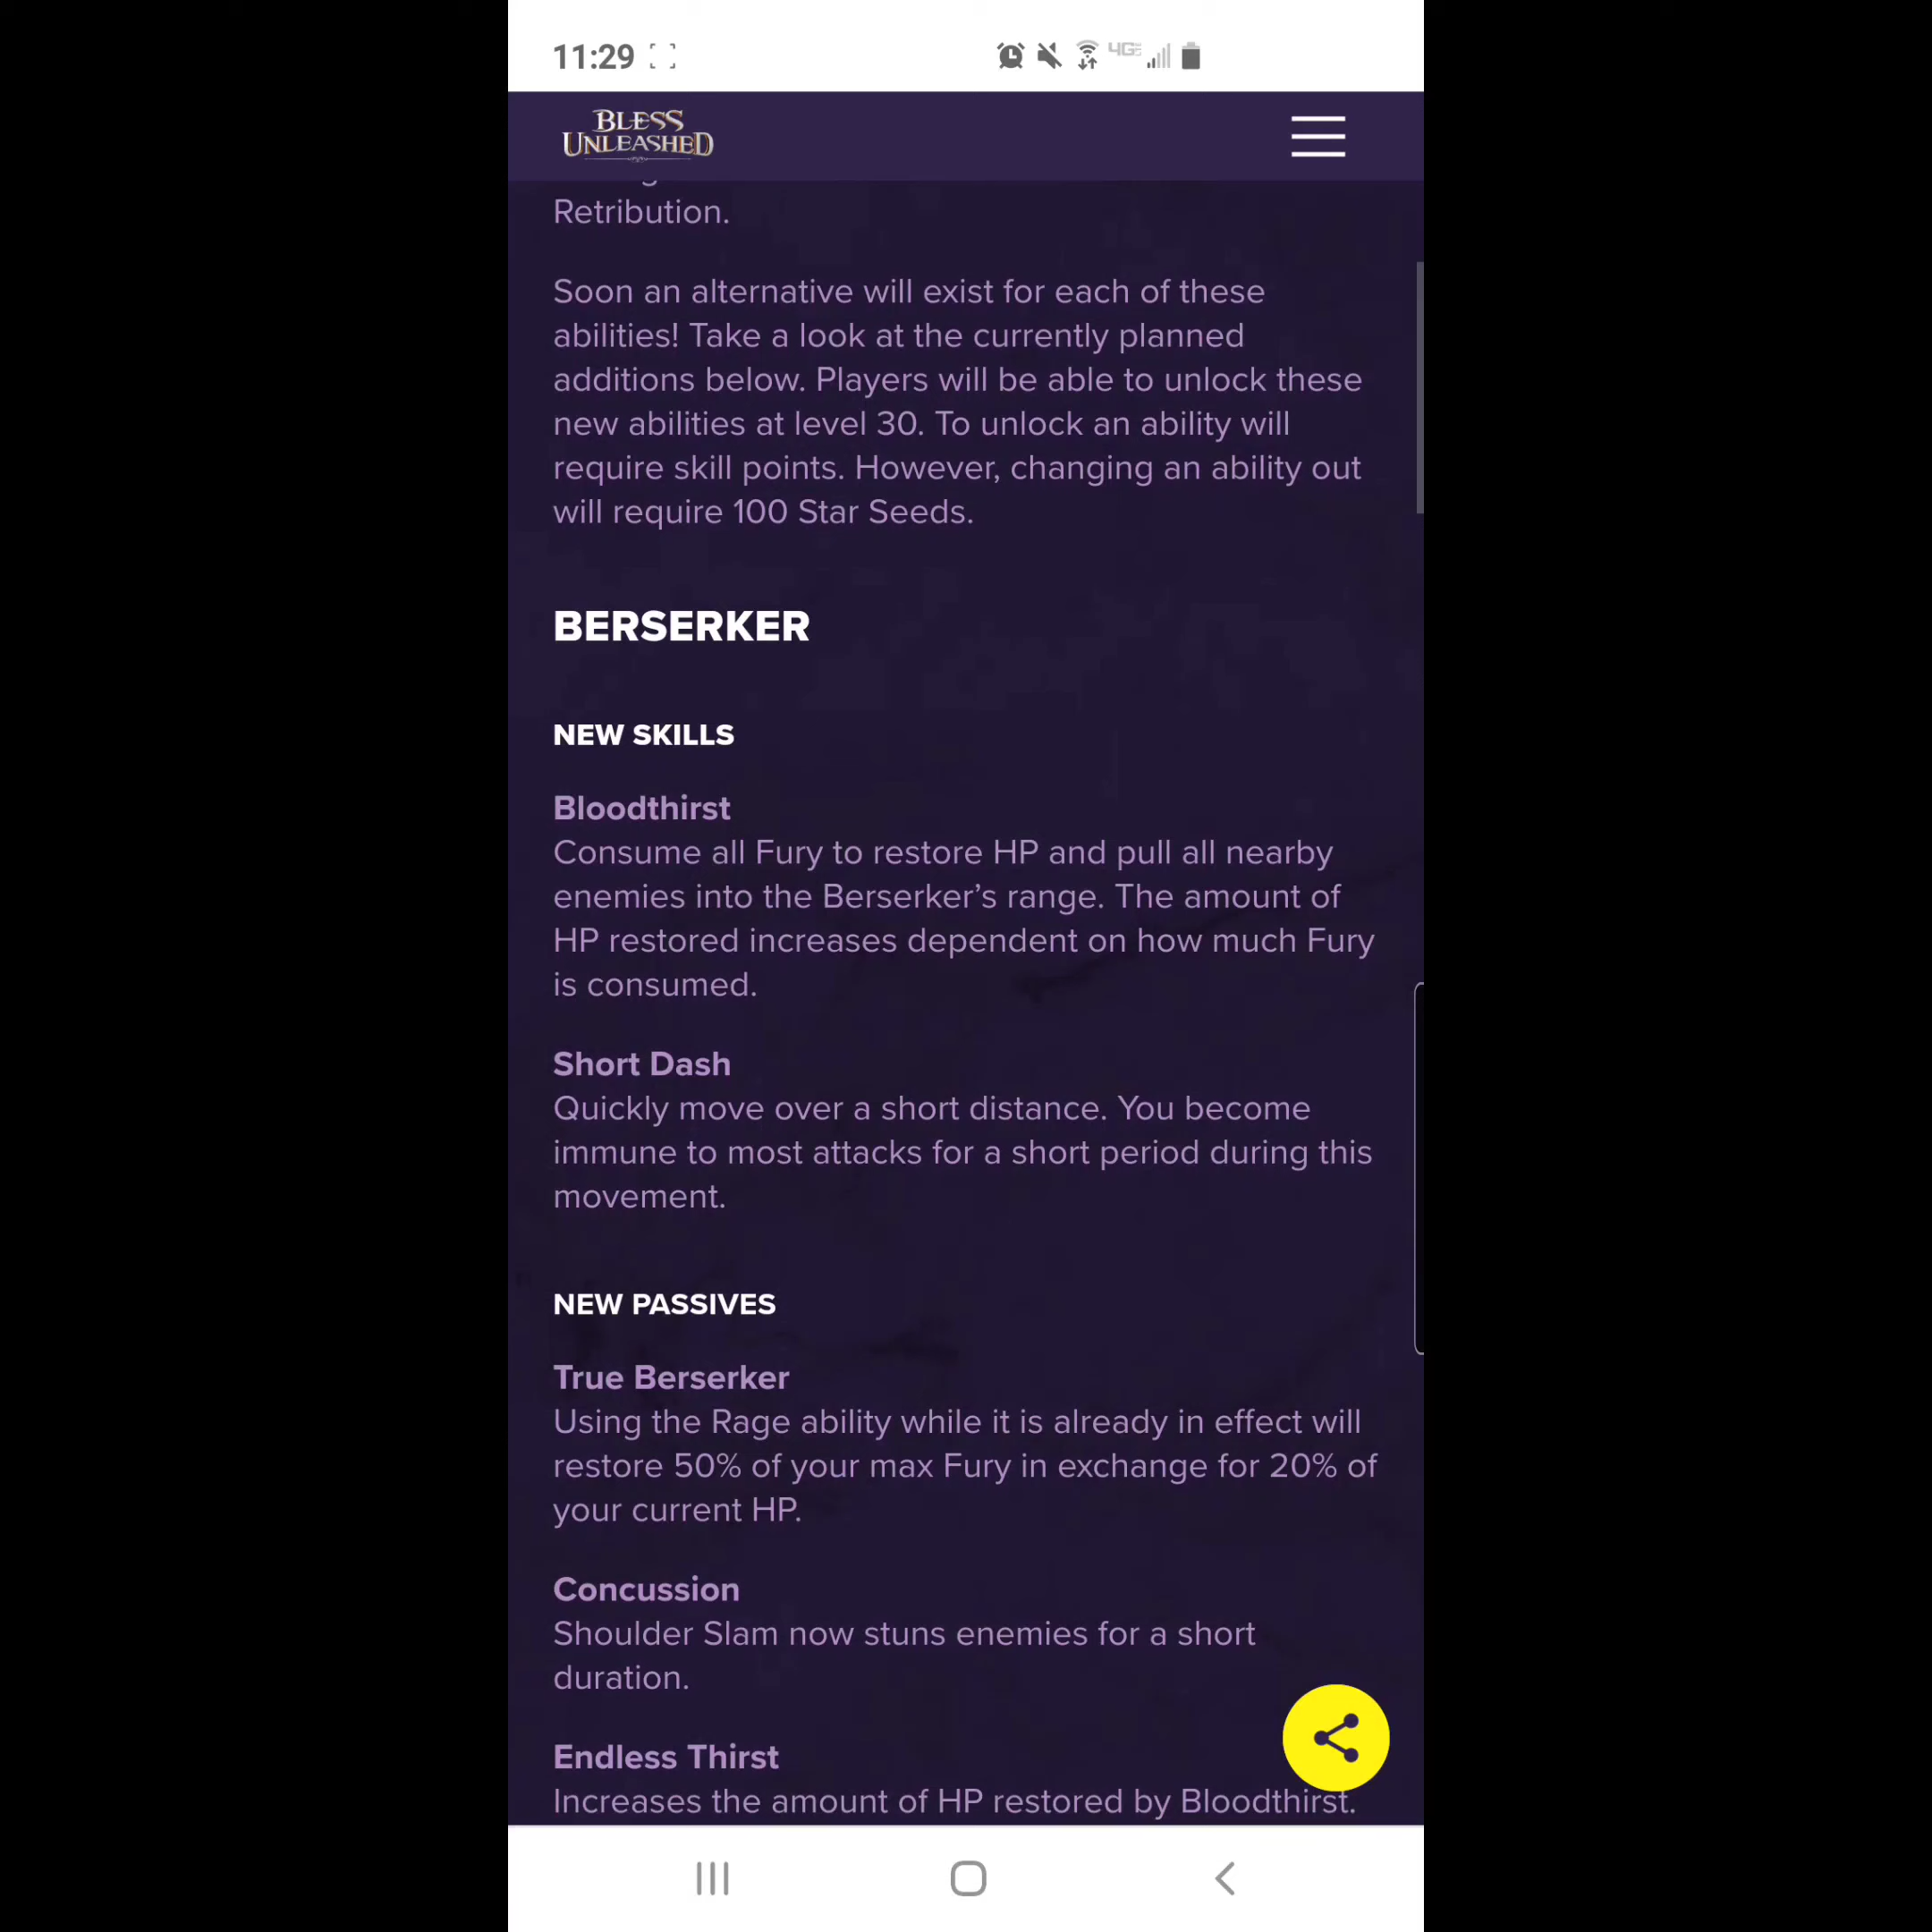 11:29
4GE
BLESS
UNLEASHED
Retribution.
Soon an alternative will exist for each of these
abilities! Take a look at the currently planned
additions below. Players will be able to unlock these
new abilities at level 30. To unlock an ability will
require skill points. However, changing an ability out
will require 100 Star Seeds.
BERSERKER
NEW SKILLS
Bloodthirst
Consume all Fury to restore HP and pull all nearby
enemies into the Berserker’s range. The amount of
HP restored increases dependent on how much Fury
is consumed.
Short Dash
Quickly move over a short distance. You become
immune to most attacks for a short period during this
movement.
NEW PASSIVES
True Berserker
Using the Rage ability while it is already in effect will
restore 50% of your max Fury in exchange for 20% of
your current HP.
Concussion
Shoulder Slam now stuns enemies for a short
duration.
Endless Thirst
Increases the amount of HP restored by Bloodthirst.